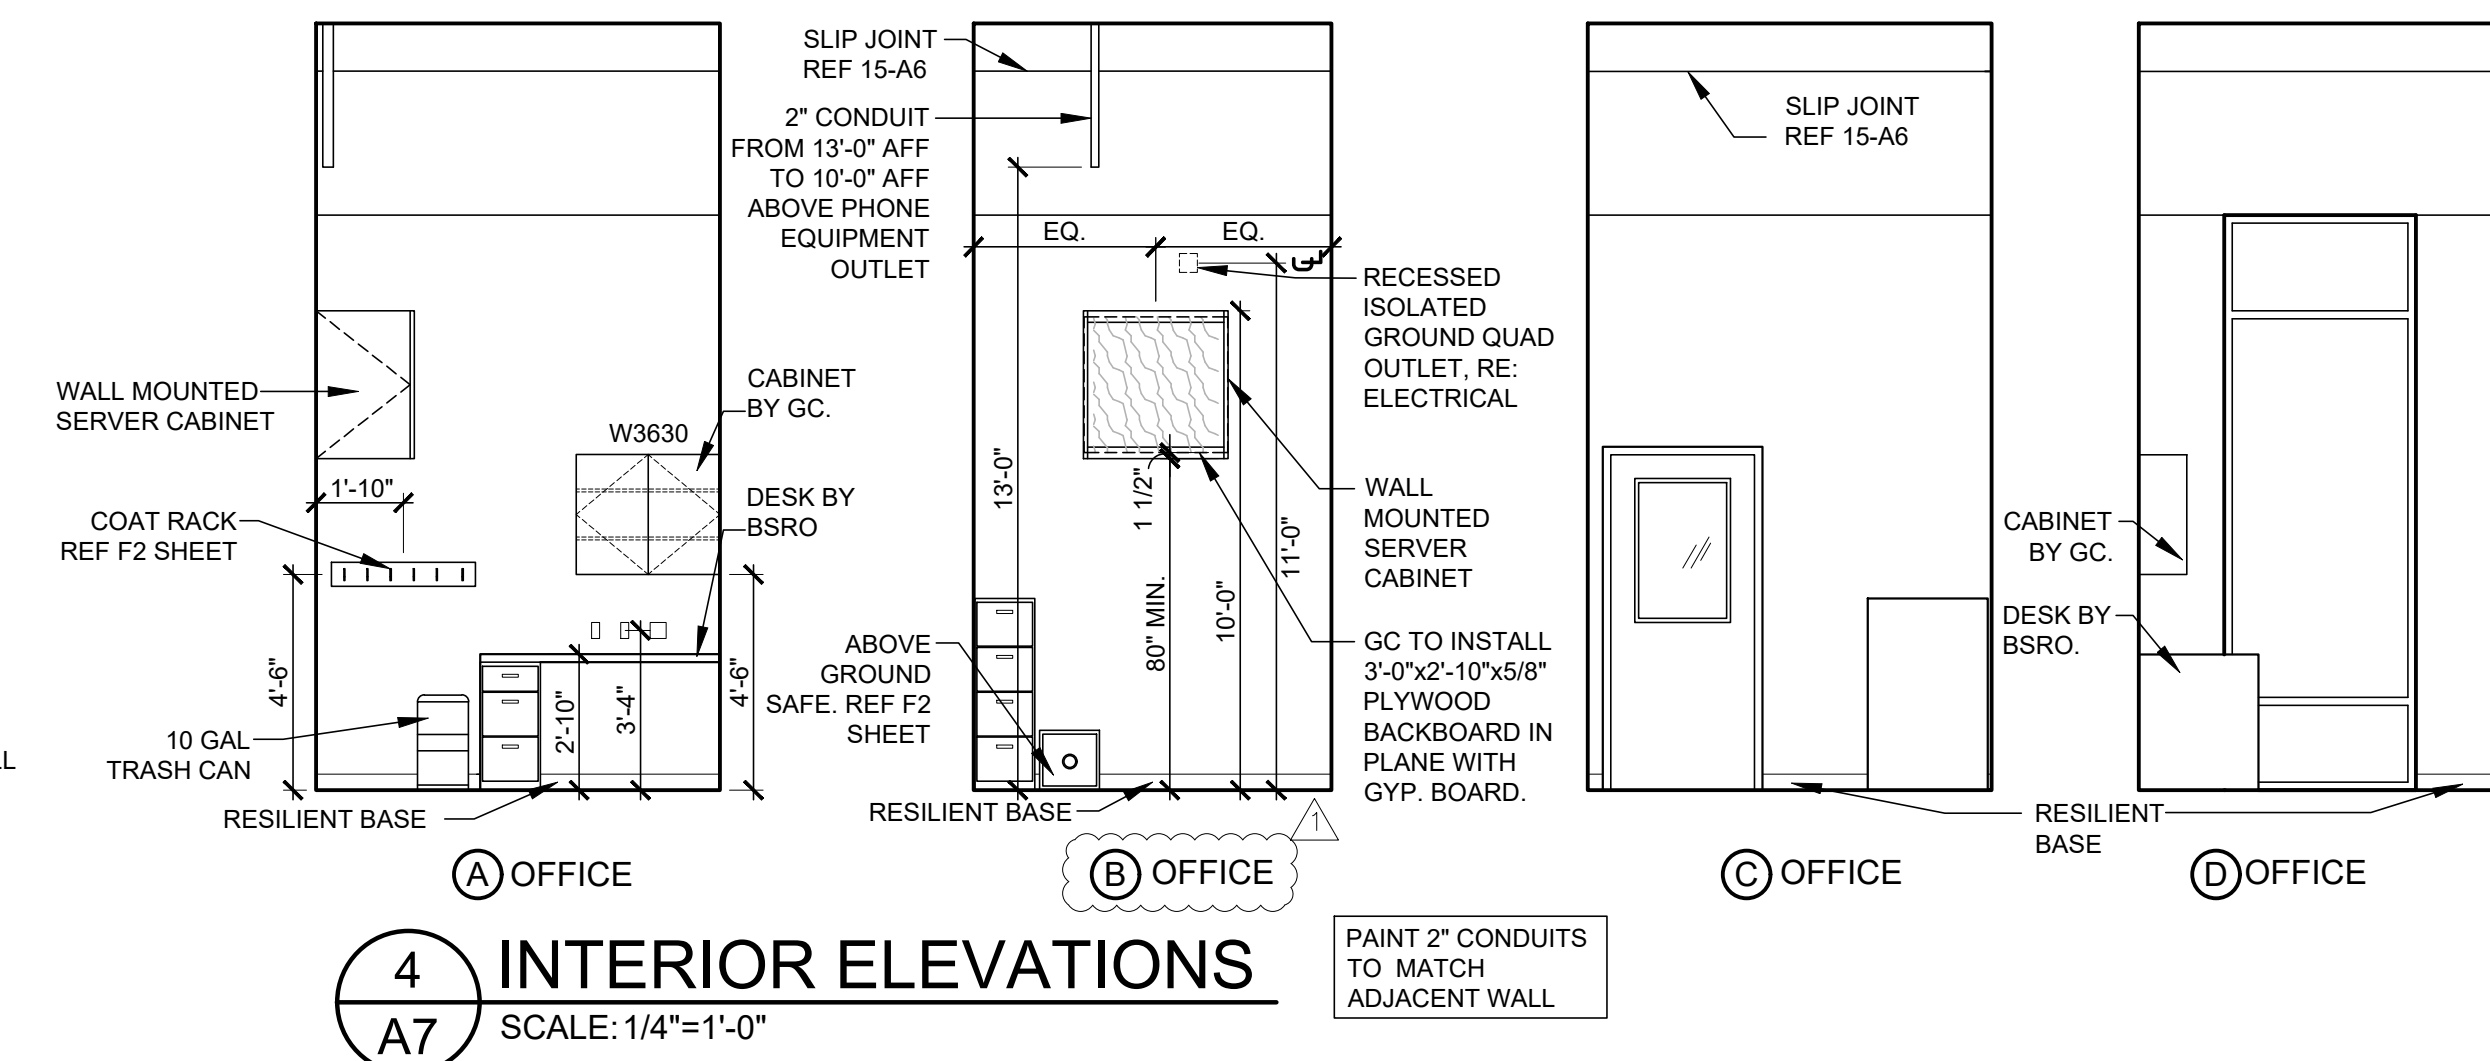 SLIP JOINT
REF 15-A6
2" CONDUIT
FROM 13'-0" AFF
TO 10'-0" AFF
ABOVE PHONE
EQUIPMENT
OUTLET
WALL MOUNTED
SERVER CABINET
1'-10"
COAT RACK
REF F2 SHEET
4'-6"
10 GAL
TRASH CAN
RESILIENT BASE
W3630
CABINET
BY GC.
DESK BY
BSRO
2'-10"
3'-4"
4'-6"
A OFFICE
EQ.
EQ.
13'-0"
1 1/2"
80" MIN.
10'-0"
11'-0"
ABOVE
GROUND
SAFE. REF F2
SHEET
RESILIENT BASE
RECESSED
ISOLATED
GROUND QUAD
OUTLET, RE:
ELECTRICAL
WALL
MOUNTED
SERVER
CABINET
GC TO INSTALL
3'-0"x2'-10"x5/8"
PLYWOOD
BACKBOARD IN
PLANE WITH
GYP. BOARD.
1
B OFFICE
SLIP JOINT
REF 15-A6
C OFFICE
CABINET
BY GC.
DESK BY
BSRO.
RESILIENT
BASE
D OFFICE
4
A7
INTERIOR ELEVATIONS
SCALE: 1/4"=1'-0"
PAINT 2" CONDUITS
TO MATCH
ADJACENT WALL